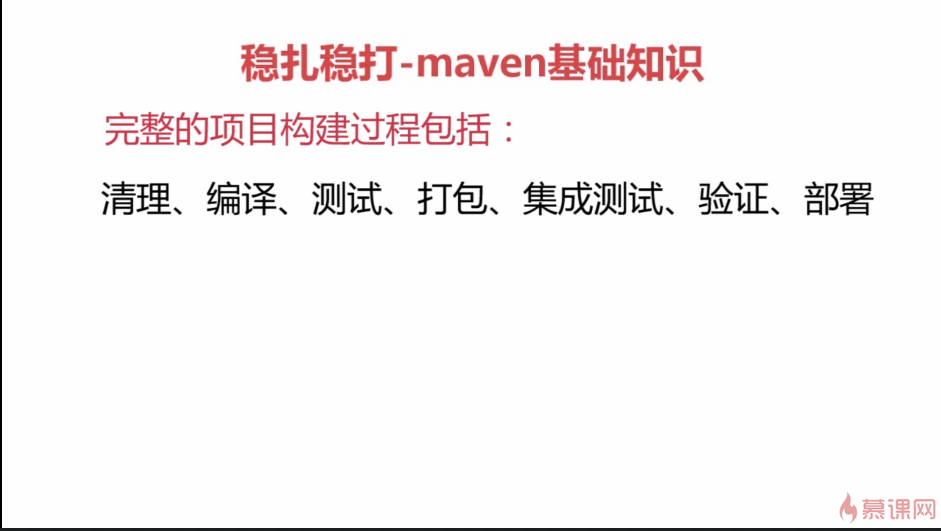 稳扎稳打-maven基础知识
完整的项目构建过程包括：
清理、编译、测试、打包、集成测试、验证、部署
慕课网